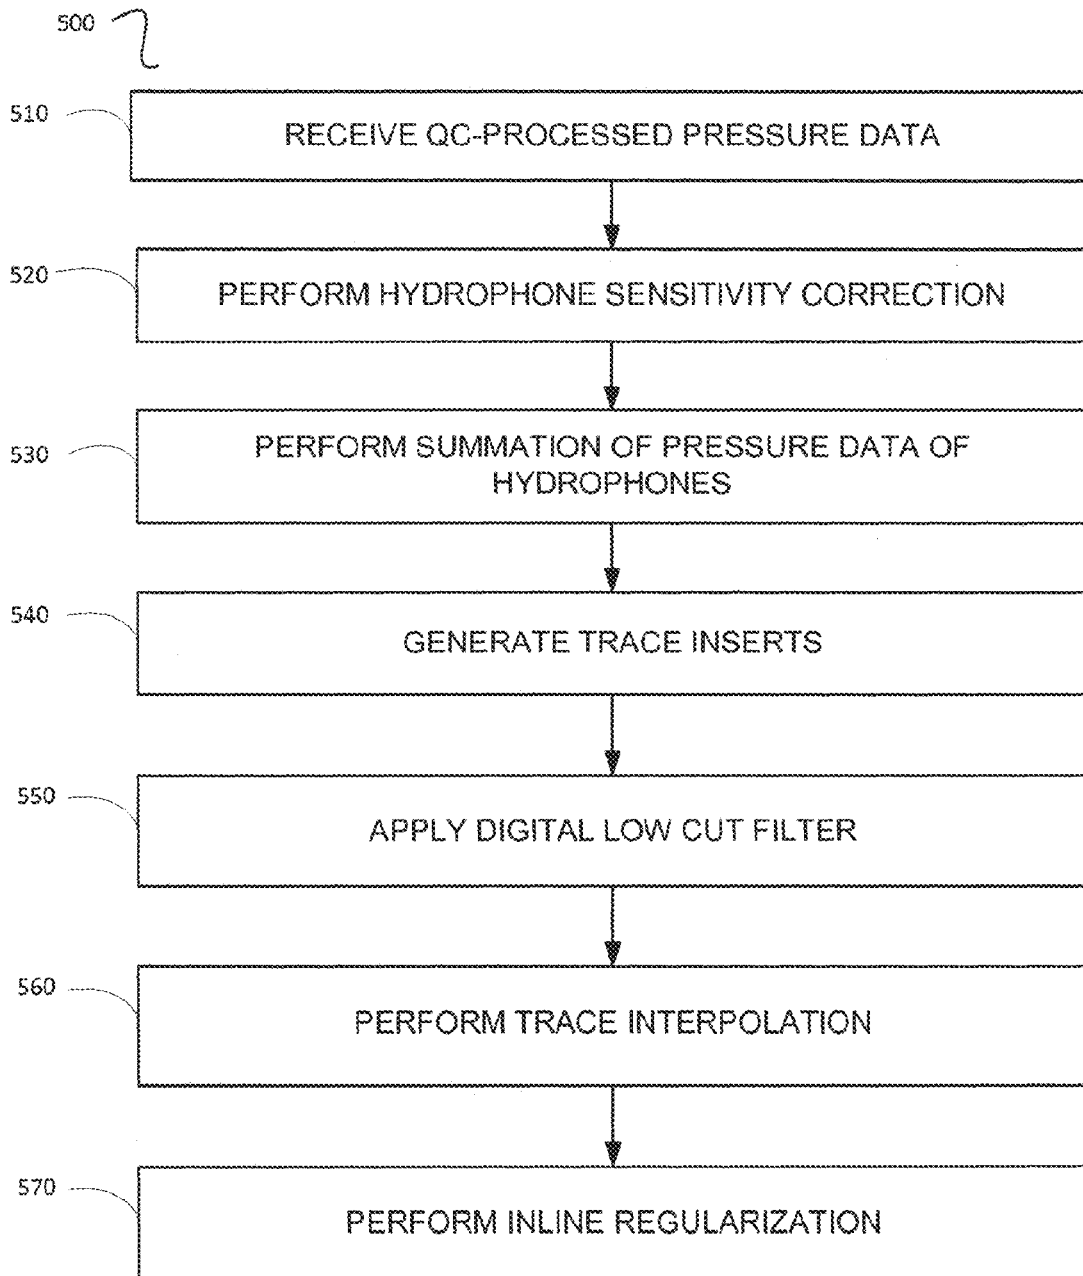 500
510
RECEIVE QC-PROCESSED PRESSURE DATA
520
PERFORM HYDROPHONE SENSITIVITY CORRECTION
530
PERFORM SUMMATION OF PRESSURE DATA OF
HYDROPHONES
540
GENERATE TRACE INSERTS
550
APPLY DIGITAL LOW CUT FILTER
560
PERFORM TRACE INTERPOLATION
570
PERFORM INLINE REGULARIZATION